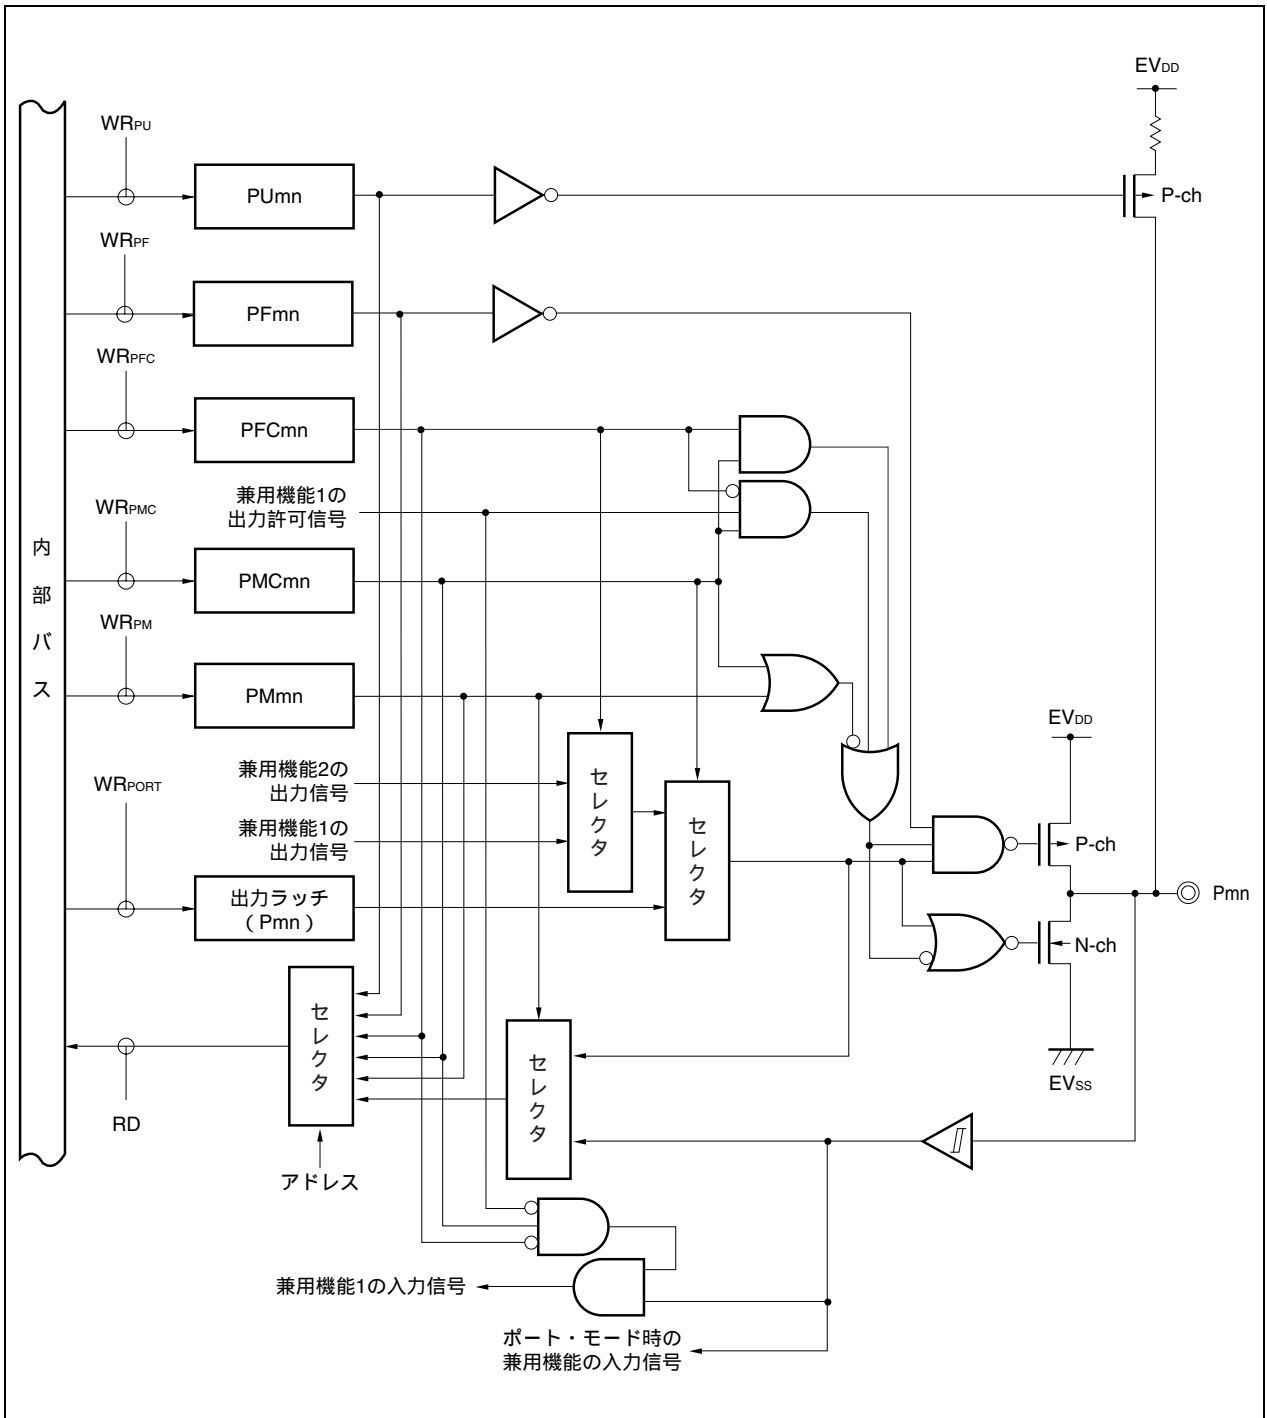 EVDD
WRPU
PUmn
P-ch
WRPF
PFmn
WRPFC
PFCmn
兼用機能1の
出力許可信号
WRPMC
PMCmn
内部バス
WRPM
PMmn
EVDD
兼用機能2の
出力信号
セレクタ
WRPORT
兼用機能1の
出力信号
セレクタ
P-ch
出力ラッチ
（Pmn）
Pmn
N-ch
セレクタ
セレクタ
EVSS
RD
アドレス
兼用機能1の入力信号
ポート・モード時の
兼用機能の入力信号